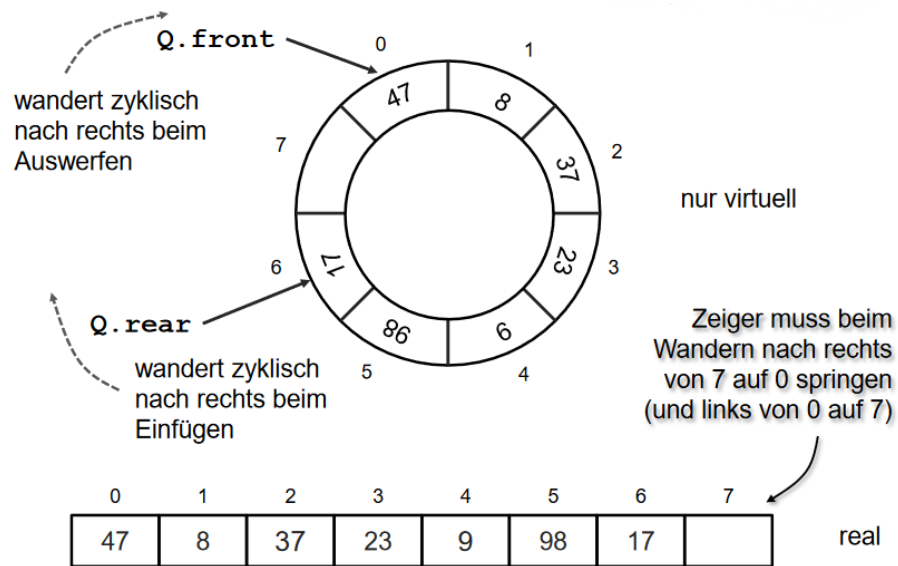 Q.front
wandert zyklisch
nach rechts beim
Auswerfen
0
1
2
3
4
5
6
7
47
8
37
23
9
98
17
nur virtuell
Q.rear
wandert zyklisch
nach rechts beim
Einfügen
Zeiger muss beim
Wandern nach rechts
von 7 auf 0 springen
(und links von 0 auf 7)
0 1 2 3 4 5 6 7
47 8 37 23 9 98 17
real